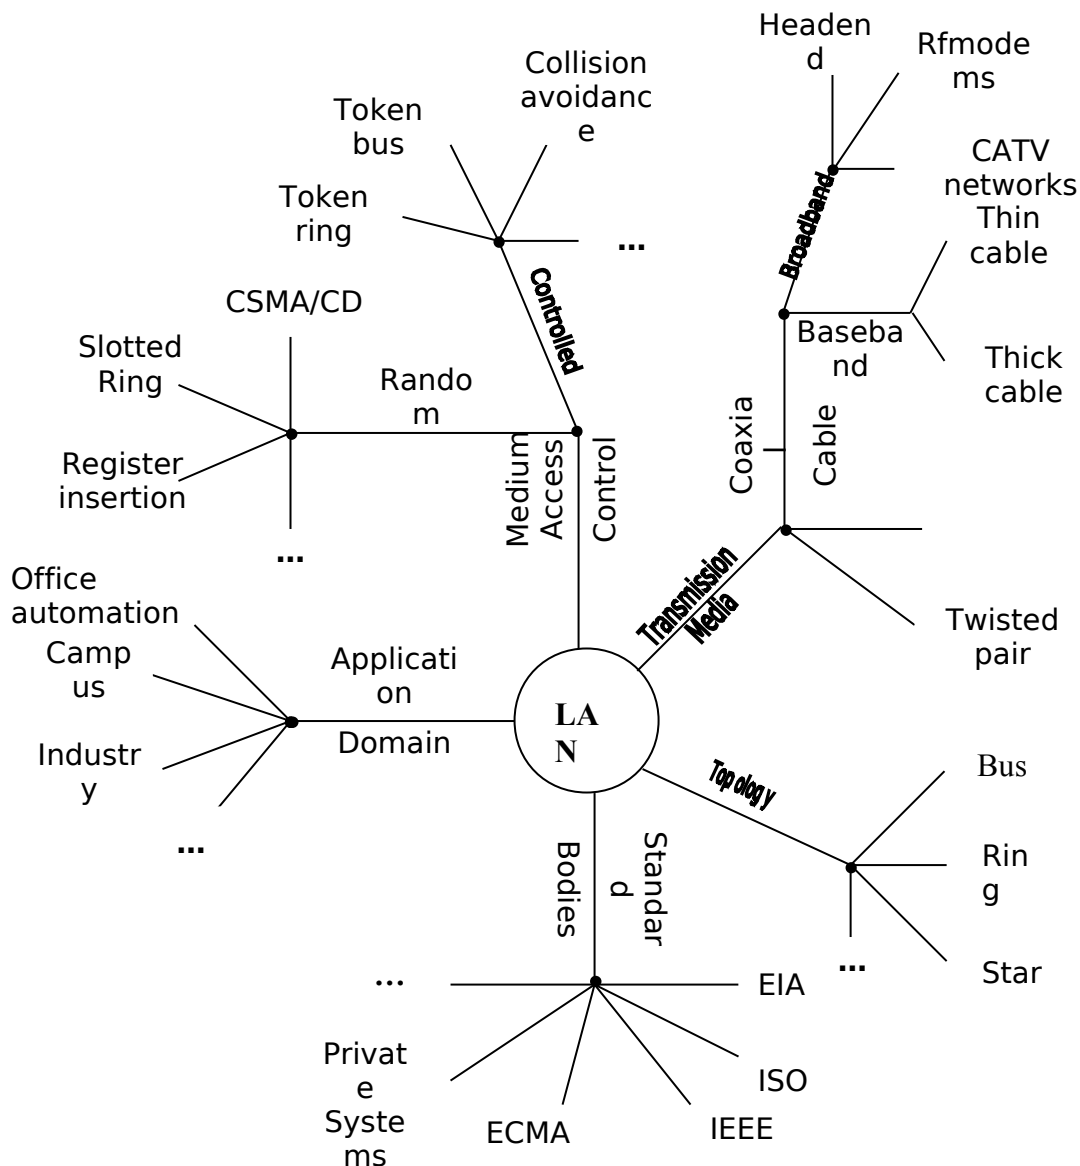 Headen
d
Rfmode
ms
Collision
avoidanc
e
Token
bus
CATV
networks
Token
ring
...
Thin
cable
Broadband
Controlled
CSMA/CD
Slotted
Ring
Baseba
nd
Thick
cable
Rando
m
Register
insertion
Medium
Access
Control
Coaxia
l
Cable
...
Office
automation
Transmission
Media
Twisted
pair
Camp
us
Applicati
on
Domain
LA
N
Industr
y
...
Topology
Bus
Rin
g
Star
...
Standar
d
Bodies
...
EIA
Privat
e
Syste
ms
ISO
ECMA
IEEE